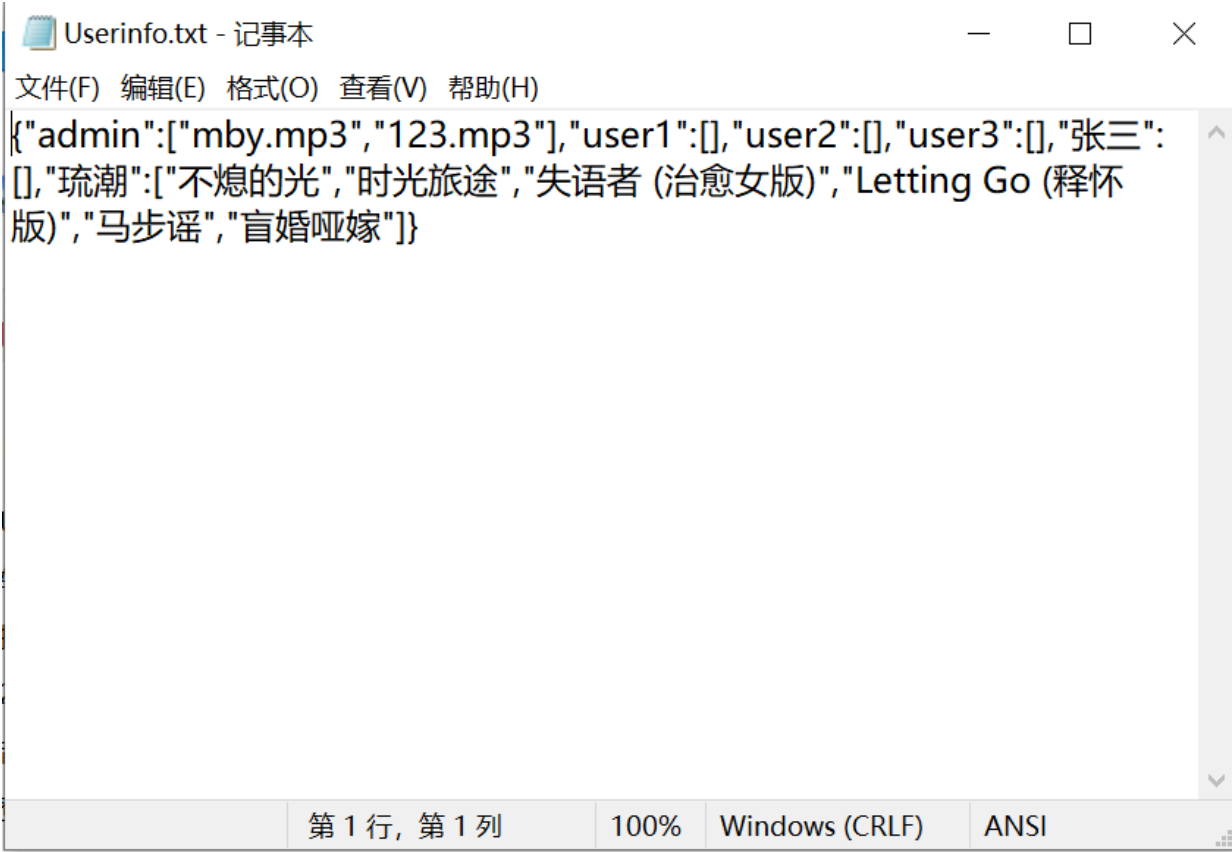 Userinfo.txt - 记事本
文件(F) 编辑(E) 格式(O) 查看(V) 帮助(H)
{"admin":["mby.mp3","123.mp3"],"user1":[],"user2":[],"user3":[],"张三":
[],"琉潮":["不熄的光","时光旅途","失语者 (治愈女版)","Letting Go (释怀
版)","马步谣","盲婚哑嫁"]}
第 1 行，第 1 列 100% Windows (CRLF) ANSI